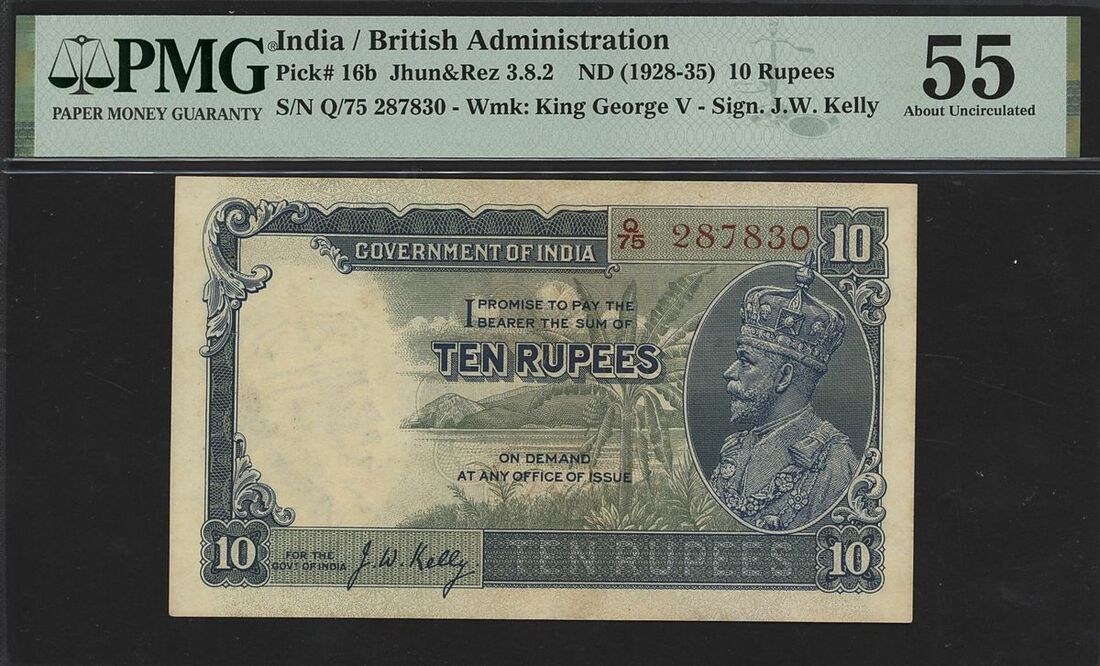 PMG
PAPER MONEY GUARANTY
®India / British Administration
Pick# 16b Jhun&Rez 3.8.2 ND (1928-35) 10 Rupees
S/N Q/75 287830 - Wmk: King George V - Sign. J.W. Kelly
55
About Uncirculated
Q/75 287830
10
GOVERNMENT OF INDIA
I PROMISE TO PAY THE
BEARER THE SUM OF
TEN RUPEES
ON DEMAND
AT ANY OFFICE OF ISSUE
10
FOR THE
GOVT OF INDIA
J.W. Kelly.
TEN RUPEES
10